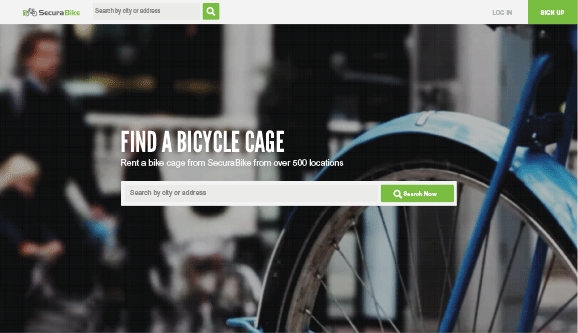 SecuraBike
Search by city or address
LOG IN
SIGN UP
FIND A BICYCLE CAGE
Rent a bike cage from SecuraBike from over 500 locations
Search by city or address
Search Now